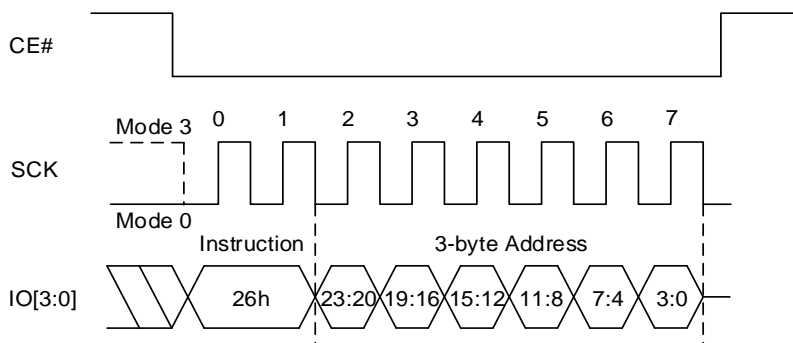 CE#
Mode 3 0 1 2 3 4 5 6 7
SCK
Mode 0
Instruction 3-byte Address
IO[3:0] 26h 23:20 19:16 15:12 11:8 7:4 3:0